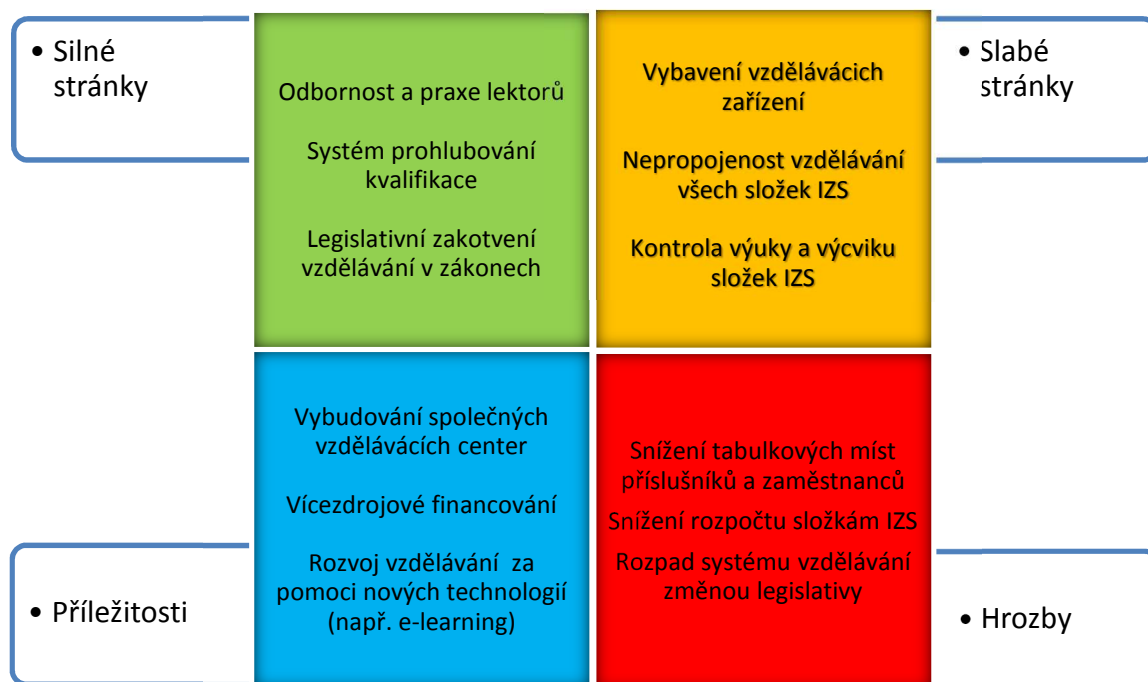 • Silné
stránky
Odbornost a praxe lektorů
Systém prohlubování
kvalifikace
Legislativní zakotvení
vzdělávání v zákonech
Vybavení vzdělávácich
zařízení
Nepropojenost vzdělávání
všech složek IZS
Kontrola výuky a výcviku
složek IZS
• Slabé
stránky
• Příležitosti
Vybudování společných
vzdělávácích center
Vícezdrojové financování
Rozvoj vzdělávání za
pomoci nových technologií
(např. e-learning)
Snížení tabulkových míst
příslušníků a zaměstnanců
Snížení rozpočtu složkám IZS
Rozpad systému vzdělávání
změnou legislativy
• Hrozby